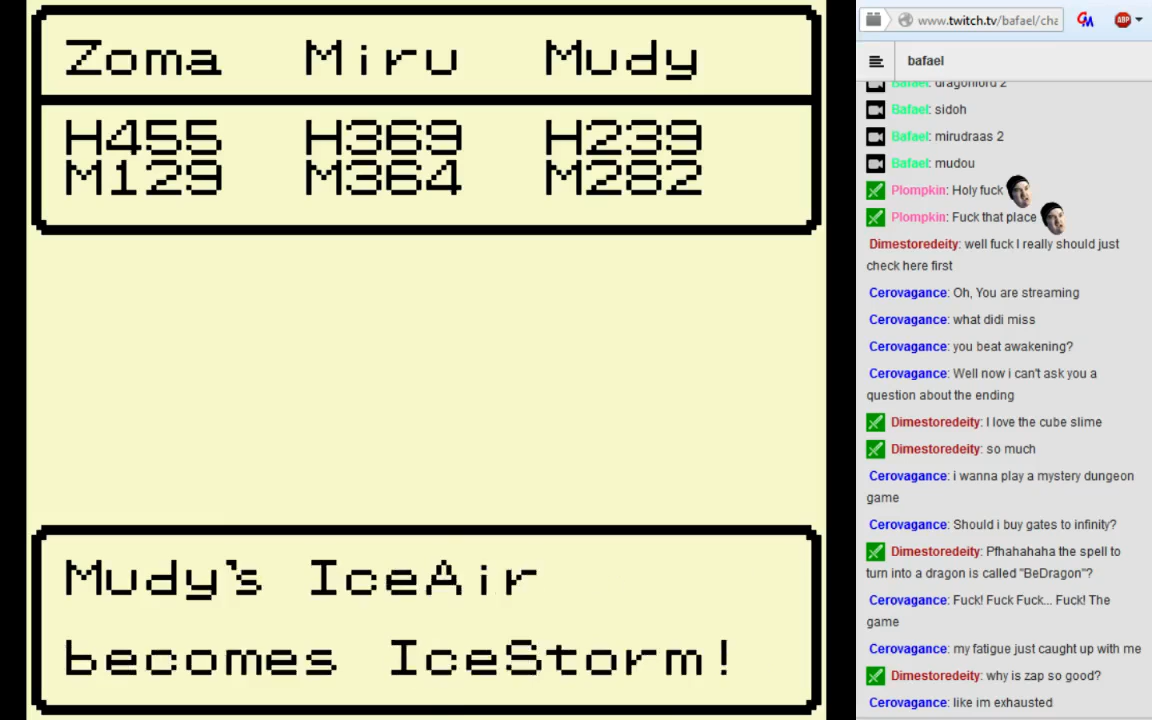 Zoma Miru Mudy
H455 H369 H239
M129 M364 M282
Mudy's IceAir
becomes IceStorm!
www.twitch.tv/bafael/cha
GM
ABP
bafael
Bafael: dragonlord 2
Bafael: sidoh
Bafael: mirudraas 2
Bafael: mudou
Plompkin: Holy fuck
Plompkin: Fuck that place
Dimestoredeity: well fuck I really should just
check here first
Cerovagance: Oh, You are streaming
Cerovagance: what didi miss
Cerovagance: you beat awakening?
Cerovagance: Well now i can't ask you a
question about the ending
Dimestoredeity: I love the cube slime
Dimestoredeity: so much
Cerovagance: i wanna play a mystery dungeon
game
Cerovagance: Should i buy gates to infinity?
Dimestoredeity: Pfhahahaha the spell to
turn into a dragon is called "BeDragon"?
Cerovagance: Fuck! Fuck Fuck... Fuck! The
game
Cerovagance: my fatigue just caught up with me
Dimestoredeity: why is zap so good?
Cerovagance: like im exhausted